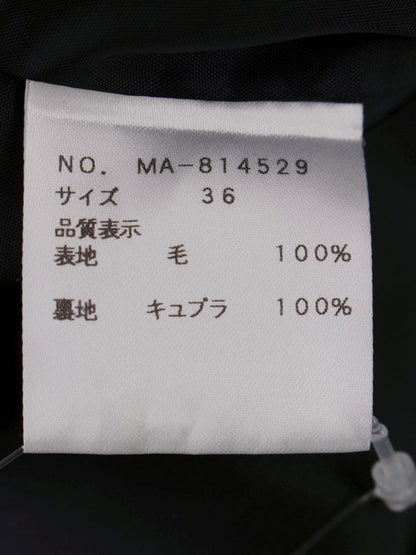 NO. MA-814529
サイズ 36
品質表示
表地 毛 100%
裏地 キュプラ 100%